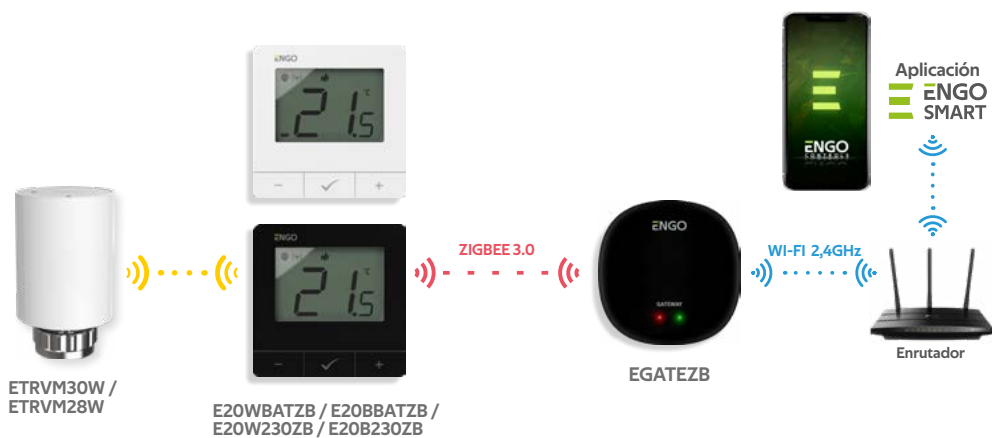 ENGO
21.5 °C
− ✓ +
ETRVM30W /
ETRVM28W
ENGO
21.5 °C
− ✓ +
E20WBATZB / E20BBATZB /
E20W230ZB / E20B230ZB
ZIGBEE 3.0
ENGO
GATEWAY
EGATEZB
WI-FI 2,4GHz
ENGO
CONTROLS
Aplicación
ENGO
SMART
Enrutador